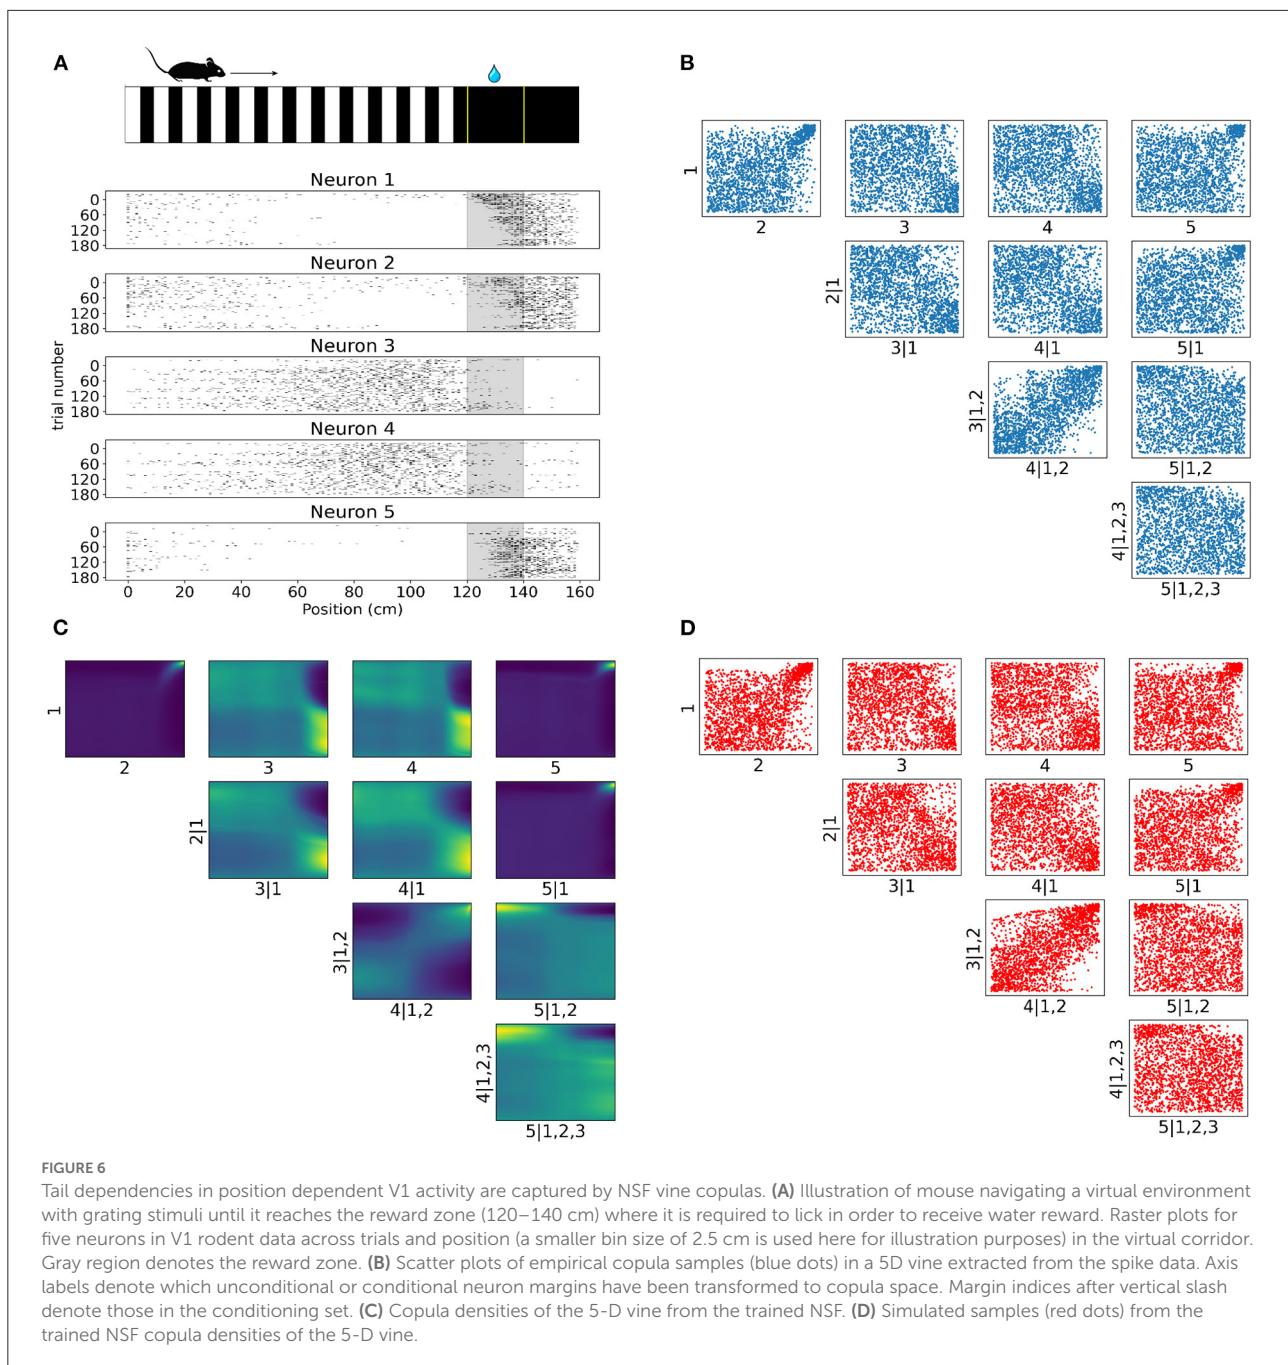 A
Neuron 1
0
60
120
180
Neuron 2
0
60
120
180
Neuron 3
0
60
120
180
Neuron 4
0
60
120
180
Neuron 5
0
60
120
180
trial number
0 20 40 60 80 100 120 140 160
Position (cm)
B
1
2 3 4 5
2|1
3|1 4|1 5|1
3|1,2
4|1,2 5|1,2
4|1,2,3
5|1,2,3
C
1
2 3 4 5
2|1
3|1 4|1 5|1
3|1,2
4|1,2 5|1,2
4|1,2,3
5|1,2,3
D
1
2 3 4 5
2|1
3|1 4|1 5|1
3|1,2
4|1,2 5|1,2
4|1,2,3
5|1,2,3
FIGURE 6
Tail dependencies in position dependent V1 activity are captured by NSF vine copulas. (A) Illustration of mouse navigating a virtual environment
with grating stimuli until it reaches the reward zone (120–140 cm) where it is required to lick in order to receive water reward. Raster plots for
five neurons in V1 rodent data across trials and position (a smaller bin size of 2.5 cm is used here for illustration purposes) in the virtual corridor.
Gray region denotes the reward zone. (B) Scatter plots of empirical copula samples (blue dots) in a 5D vine extracted from the spike data. Axis
labels denote which unconditional or conditional neuron margins have been transformed to copula space. Margin indices after vertical slash
denote those in the conditioning set. (C) Copula densities of the 5-D vine from the trained NSF. (D) Simulated samples (red dots) from the
trained NSF copula densities of the 5-D vine.